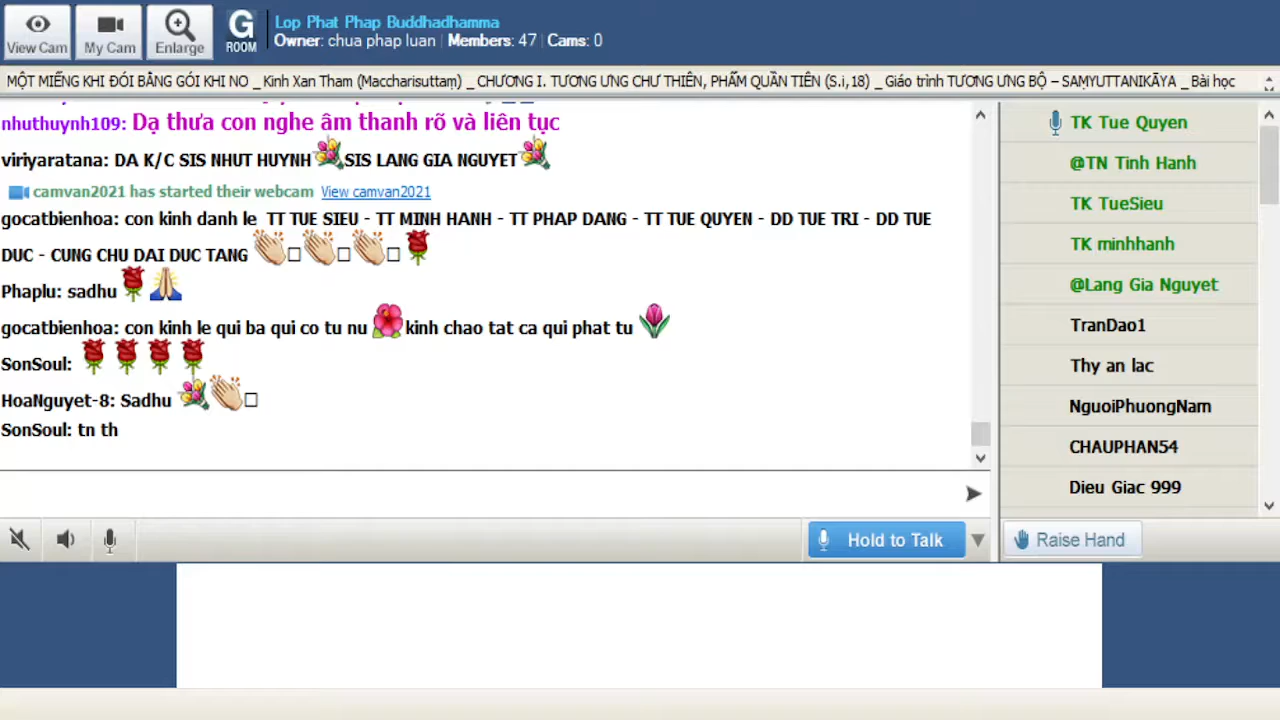 View Cam
My Cam
Enlarge
G ROOM
Lop Phat Phap Buddhadhamma
Owner: chua phap luan | Members: 47 | Cams: 0
MỘT MIẾNG KHI ĐÓI BẰNG GÓI KHI NO _ Kinh Xan Tham (Maccharisuttaṃ) _ CHƯƠNG I. TƯƠNG ƯNG CHƯ THIÊN, PHẨM QUẦN TIÊN (S.i,18) _ Giáo trình TƯƠNG ƯNG BỘ – SAṂYUTTANIKĀYA _ Bài học
nhuthuynh109: Dạ thưa con nghe âm thanh rõ và liên tục
viriyaratana: DA K/C SIS NHUT HUYNH SIS LANG GIA NGUYET
camvan2021 has started their webcam View camvan2021
gocatbienhoa: con kinh danh le TT TUE SIEU - TT MINH HANH - TT PHAP DANG - TT TUE QUYEN - DD TUE TRI - DD TUE
DUC - CUNG CHU DAI DUC TANG
Phaplu: sadhu
gocatbienhoa: con kinh le qui ba qui co tu nu kinh chao tat ca qui phat tu
SonSoul:
HoaNguyet-8: Sadhu
SonSoul: tn th
TK Tue Quyen
@TN Tinh Hanh
TK TueSieu
TK minhhanh
@Lang Gia Nguyet
TranDao1
Thy an lac
NguoiPhuongNam
CHAUPHAN54
Dieu Giac 999
Hold to Talk
Raise Hand